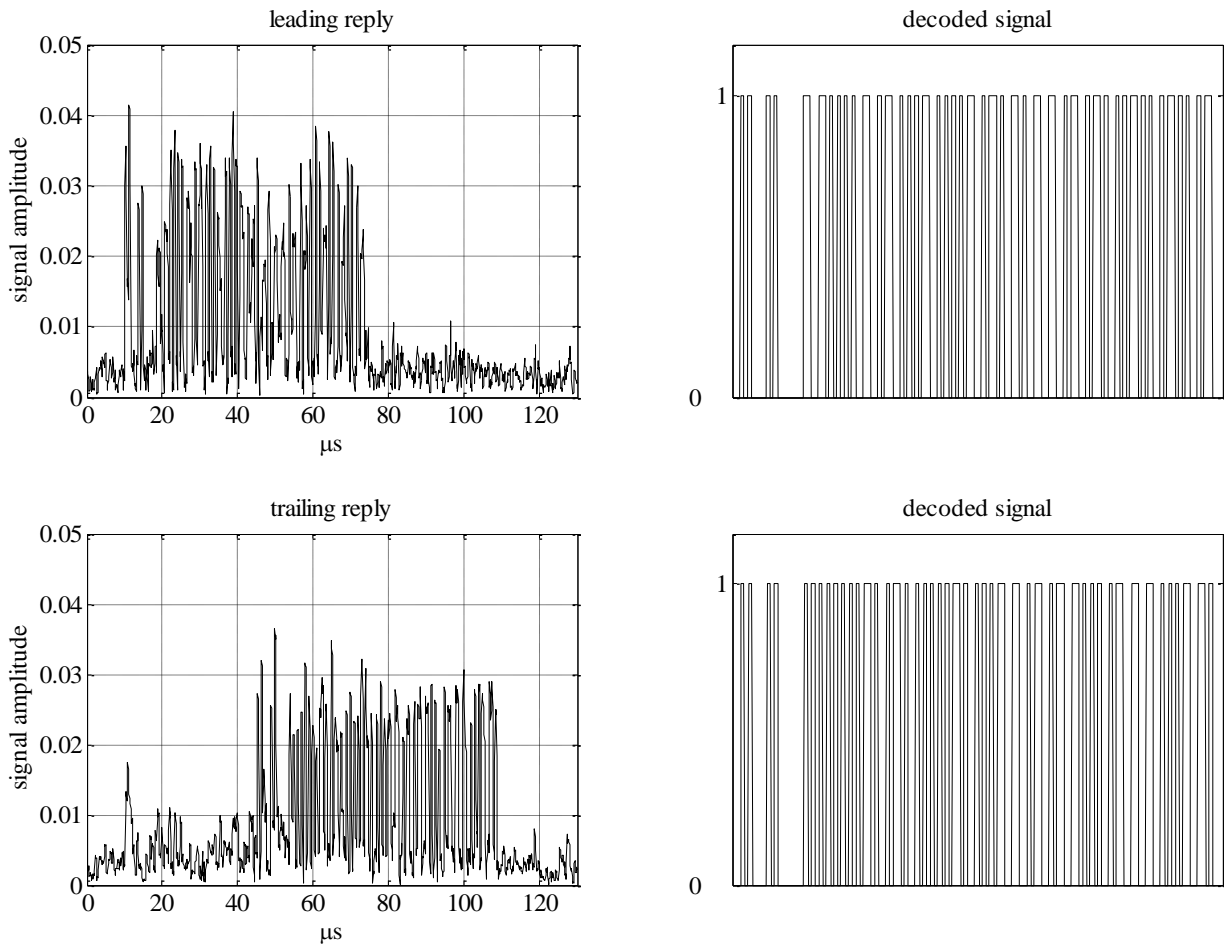 leading reply
signal amplitude
0.05
0.04
0.03
0.02
0.01
0
0 20 40 60 80 100 120
μs
decoded signal
1
0
trailing reply
signal amplitude
0.05
0.04
0.03
0.02
0.01
0
0 20 40 60 80 100 120
μs
decoded signal
1
0